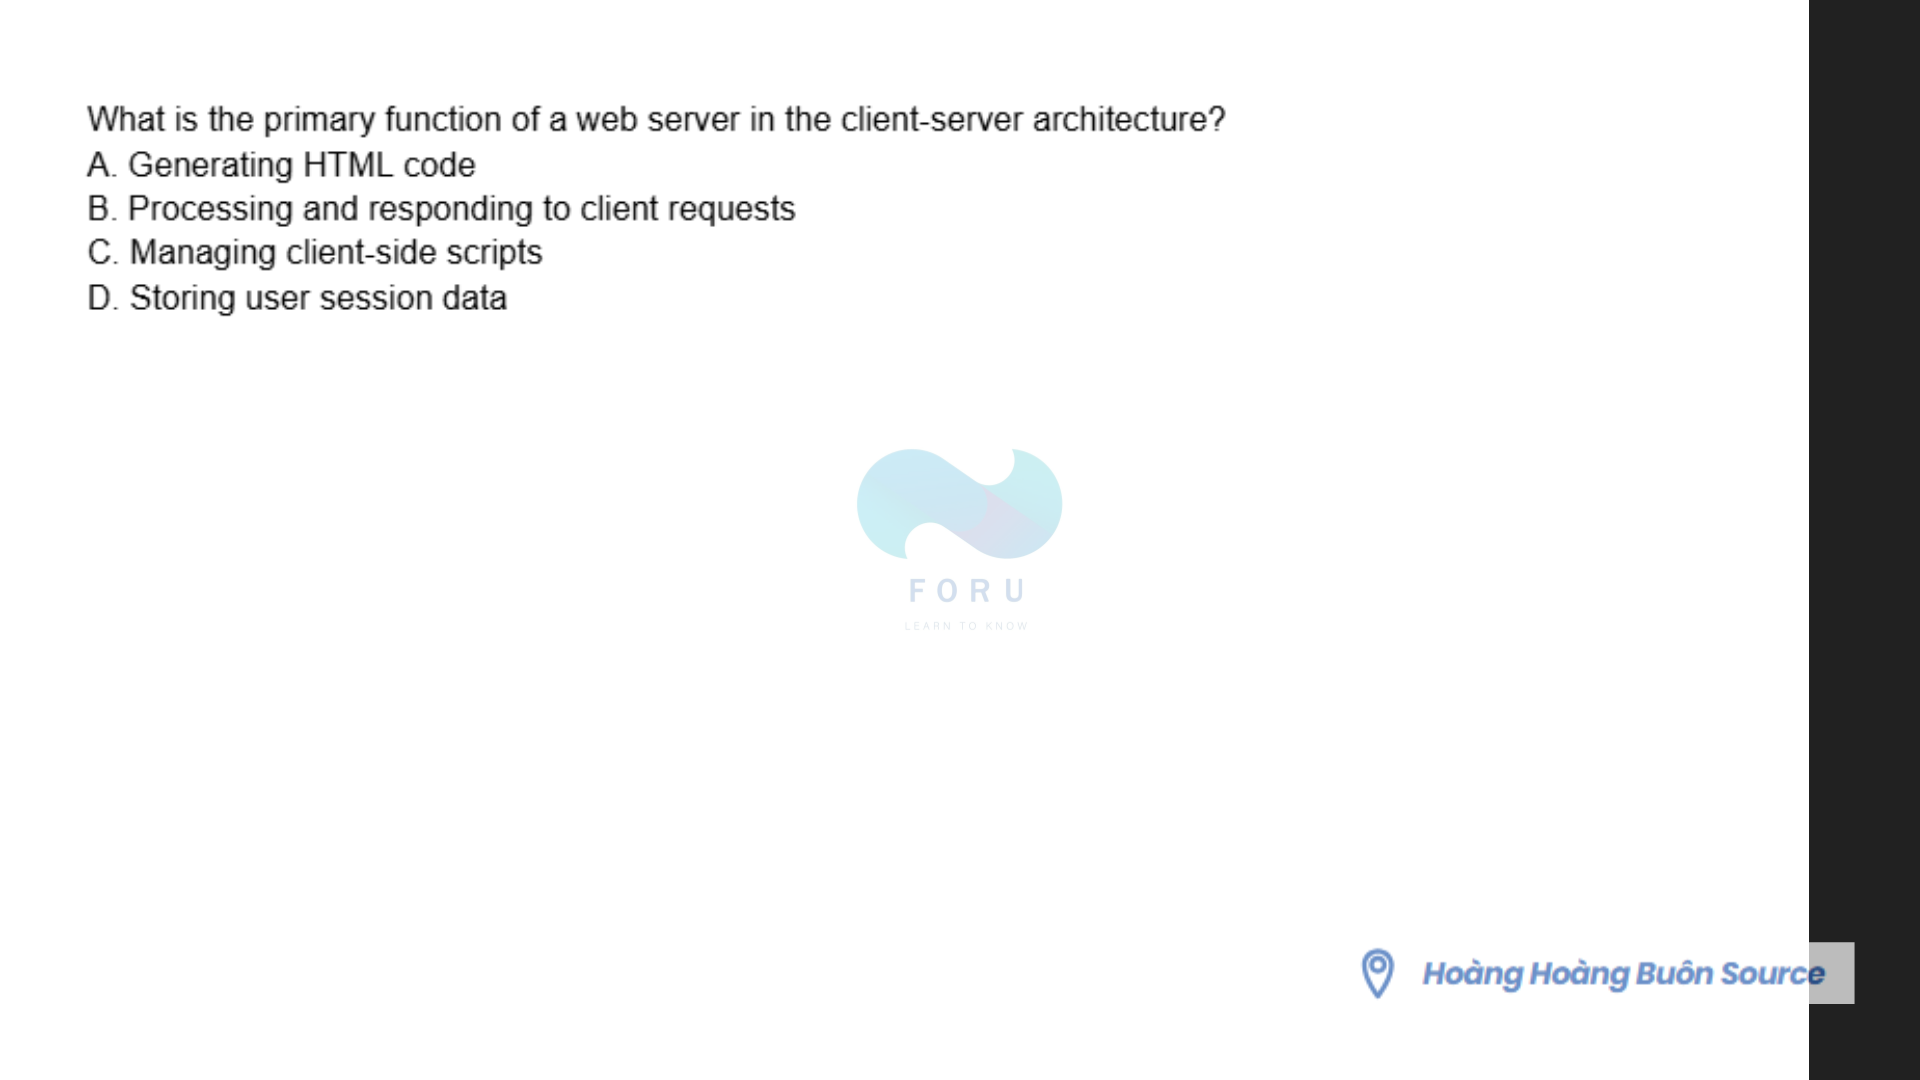 What is the primary function of a web server in the client-server architecture?
A. Generating HTML code
B. Processing and responding to client requests
C. Managing client-side scripts
D. Storing user session data
FORU
LEARN TO KNOW
Hoàng Hoàng Buôn Source